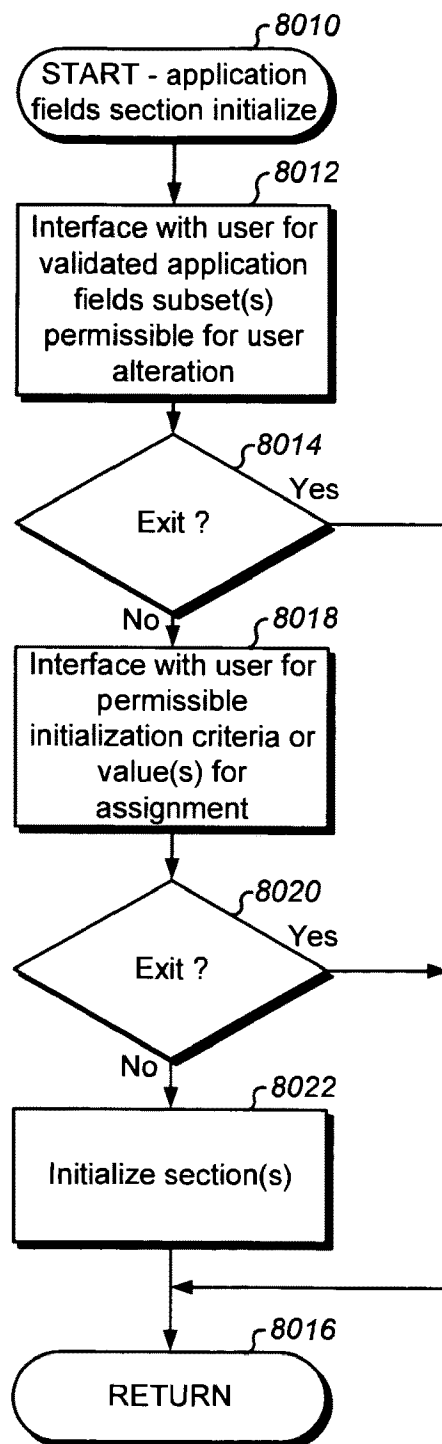 8010
START - application
fields section initialize
8012
Interface with user for
validated application
fields subset(s)
permissible for user
alteration
8014
Yes
Exit ?
No
8018
Interface with user for
permissible
initialization criteria or
value(s) for
assignment
8020
Yes
Exit ?
No
8022
Initialize section(s)
8016
RETURN